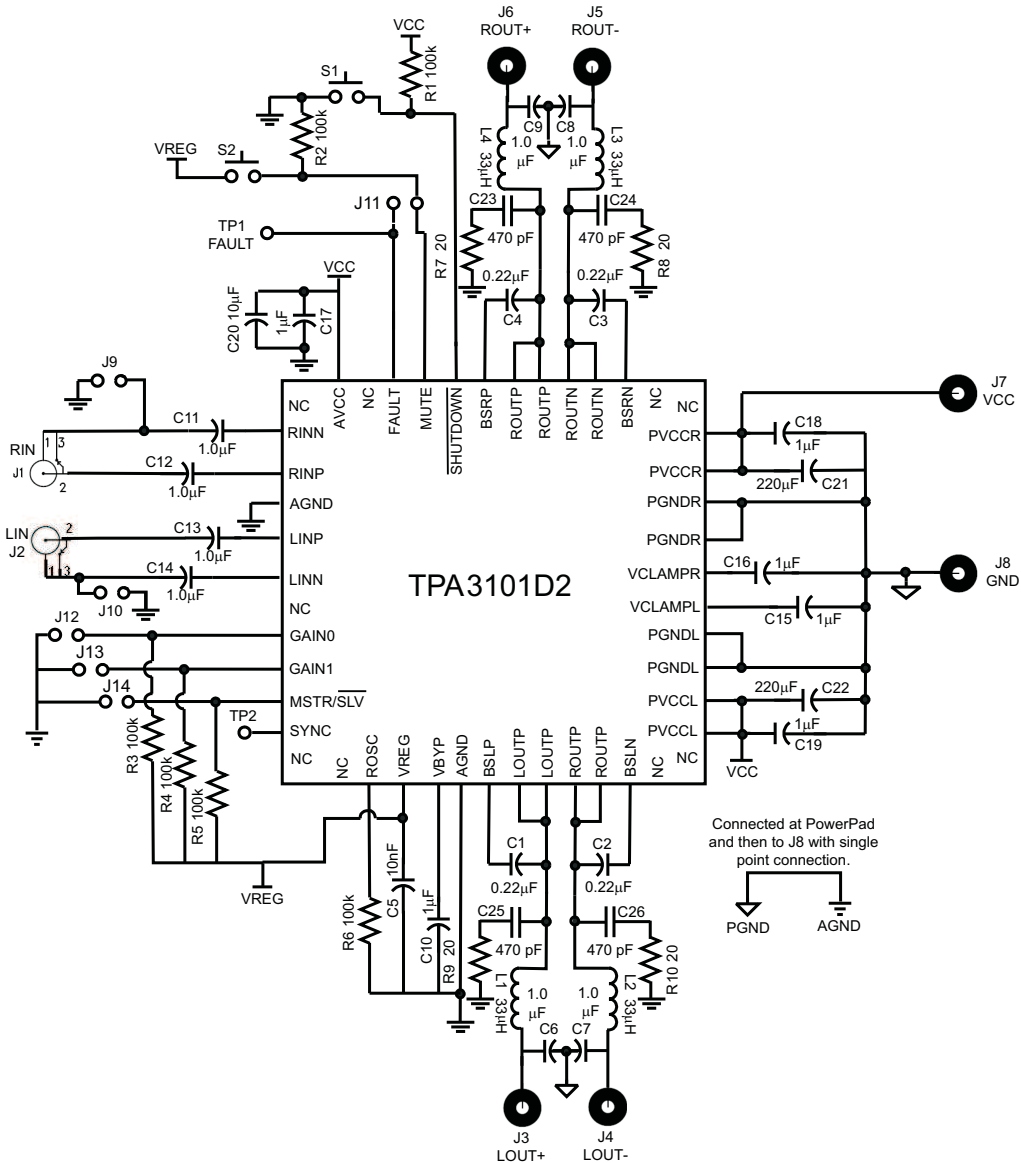 J6
ROUT+
J5
ROUT-
VCC
R1 100k
S1
R2 100k
VREG
S2
J11
TP1
FAULT
VCC
C20 10μF
1μF
C17
C9
C8
L4 33μH
1.0
μF
1.0
μF
L3 33μH
C23
470 pF
R7 20
C24
470 pF
R8 20
0.22μF
C4
0.22μF
C3
J9
RIN
J1
1
3
2
C11
1.0μF
C12
1.0μF
LIN
J2
2
1
3
C13
1.0μF
C14
1.0μF
J10
J12
J13
J14
TP2
R3 100k
R4 100k
R5 100k
VREG
NC
AVCC
NC
FAULT
MUTE
SHUTDOWN
BSRP
ROUTP
ROUTP
ROUTN
ROUTN
BSRN
NC
NC
RINN
RINP
AGND
LINP
LINN
NC
GAIN0
GAIN1
MSTR/SLV
SYNC
NC
TPA3101D2
PVCCR
PVCCR
PGNDR
PGNDR
VCLAMPR
VCLAMPL
PGNDL
PGNDL
PVCCL
PVCCL
NC
NC
ROSC
VREG
VBYP
AGND
BSLP
LOUTP
LOUTP
ROUTP
ROUTP
BSLN
NC
J7
VCC
C18
1μF
220μF
C21
C16
1μF
C15
1μF
J8
GND
220μF
C22
1μF
C19
VCC
R6 100k
C5
10nF
C10
1μF
R9 20
C1
0.22μF
C2
0.22μF
C25
470 pF
C26
470 pF
R10 20
L1 33μH
1.0
μF
1.0
μF
L2 33μH
C6
C7
J3
LOUT+
J4
LOUT-
Connected at PowerPad
and then to J8 with single
point connection.
PGND
AGND